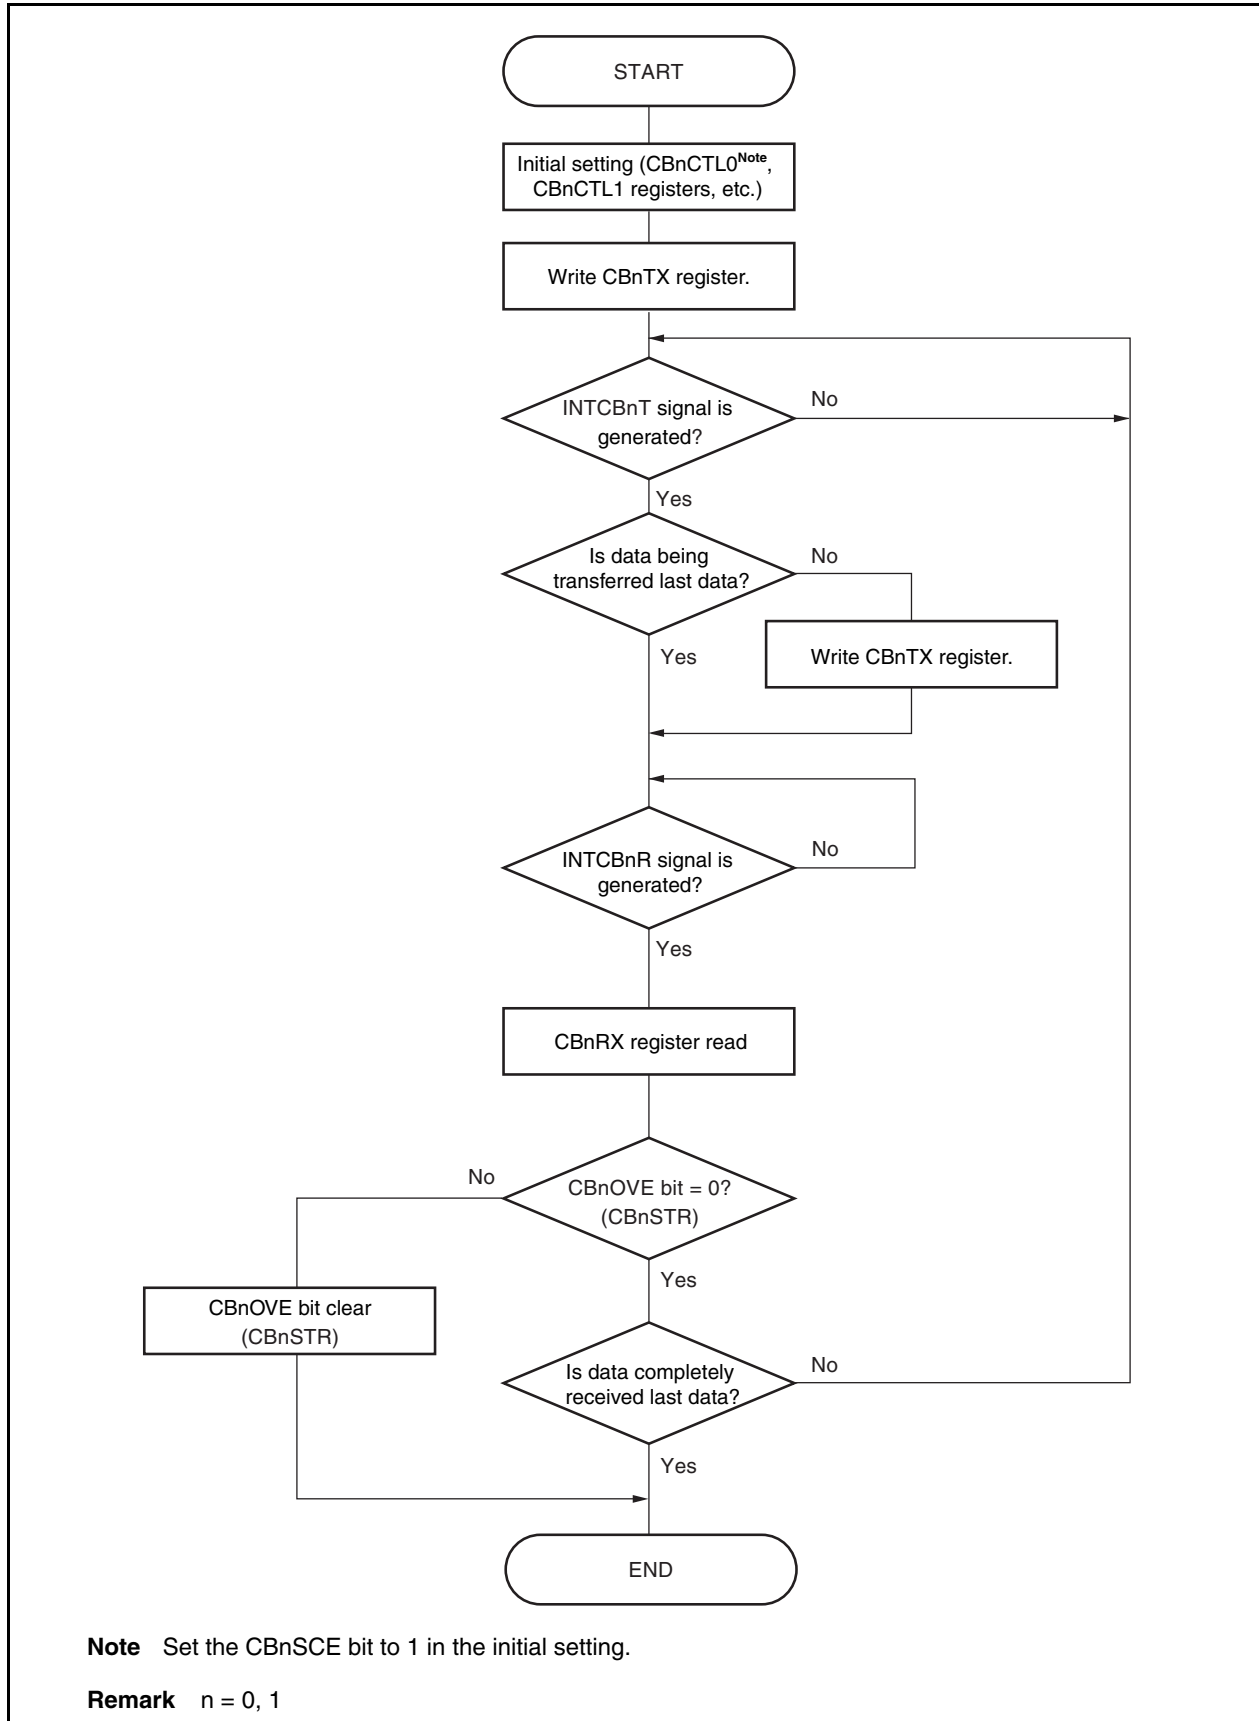 START
Initial setting (CBnCTL0Note,
CBnCTL1 registers, etc.)
Write CBnTX register.
INTCBnT signal is
generated?
No
Yes
Is data being
transferred last data?
No
Write CBnTX register.
Yes
INTCBnR signal is
generated?
No
Yes
CBnRX register read
No
CBnOVE bit = 0?
(CBnSTR)
Yes
CBnOVE bit clear
(CBnSTR)
Is data completely
received last data?
No
Yes
END
Note Set the CBnSCE bit to 1 in the initial setting.
Remark n = 0, 1